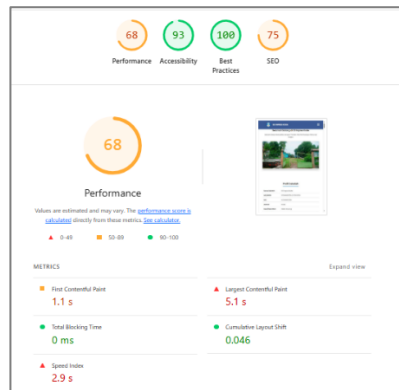 68 93 100 75
Performance Accessibility Best Practices SEO
68
Performance
Values are estimated and may vary. The performance score is
calculated directly from these metrics. See calculator.
0–49 50–89 90–100
METRICS Expand view
First Contentful Paint
1.1 s
Largest Contentful Paint
5.1 s
Total Blocking Time
0 ms
Cumulative Layout Shift
0.046
Speed Index
2.9 s